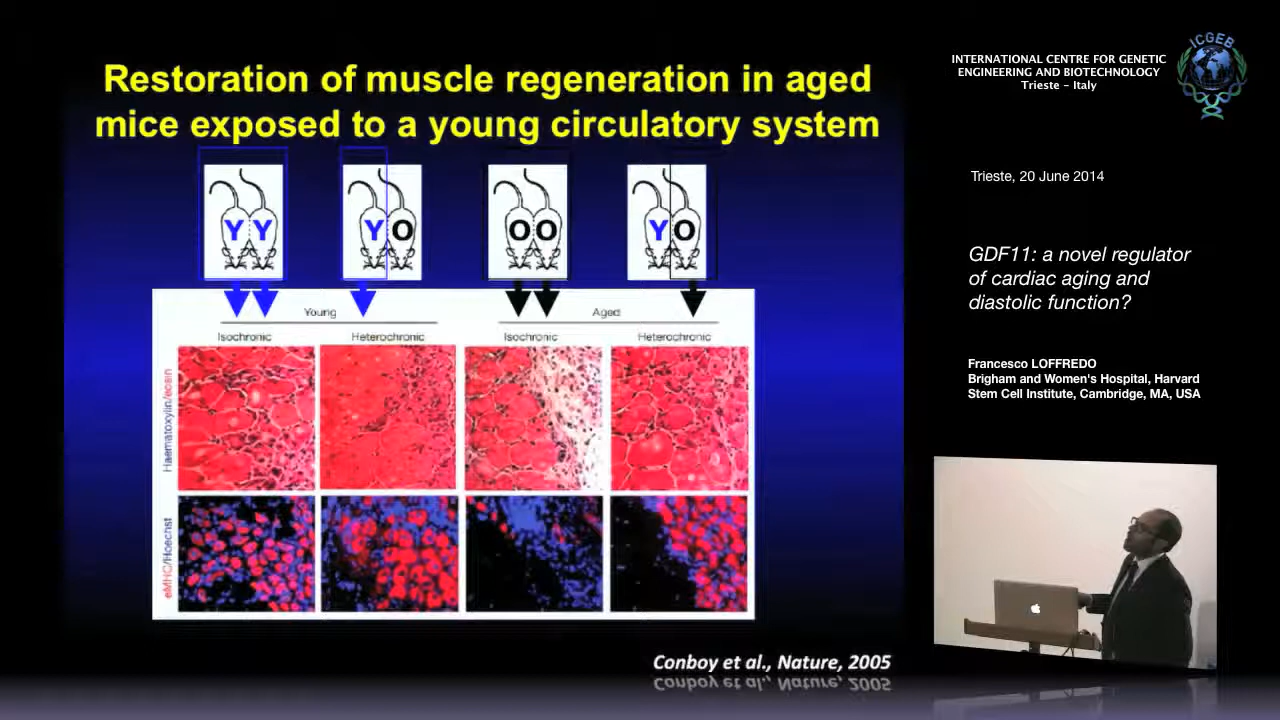 Restoration of muscle regeneration in aged
mice exposed to a young circulatory system
Y Y
Y O
O O
Y O
Young
Aged
Isochronic
Heterochronic
Isochronic
Heterochronic
Haematoxylin/eosin
eMHC/Hoechst
Conboy et al., Nature, 2005
INTERNATIONAL CENTRE FOR GENETIC
ENGINEERING AND BIOTECHNOLOGY
Trieste - Italy
ICGEB
Trieste, 20 June 2014
GDF11: a novel regulator
of cardiac aging and
diastolic function?
Francesco LOFFREDO
Brigham and Women's Hospital, Harvard
Stem Cell Institute, Cambridge, MA, USA